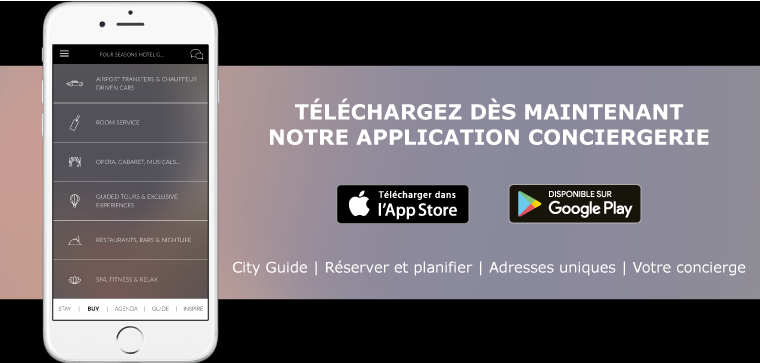 FOUR SEASONS HOTEL G...
AIRPORT TRANSFERS & CHAUFFEUR
DRIVEN CARS
ROOM SERVICE
OPERA, CABARET, MUSICALS...
GUIDED TOURS & EXCLUSIVE
EXPERIENCES
RESTAURANTS, BARS & NIGHTLIFE
SPA, FITNESS & RELAX
STAY | BUY | AGENDA | GUIDE | INSPIRE
TÉLÉCHARGEZ DÈS MAINTENANT
NOTRE APPLICATION CONCIERGERIE
Télécharger dans
l'App Store
DISPONIBLE SUR
Google Play
City Guide | Réserver et planifier | Adresses uniques | Votre concierge